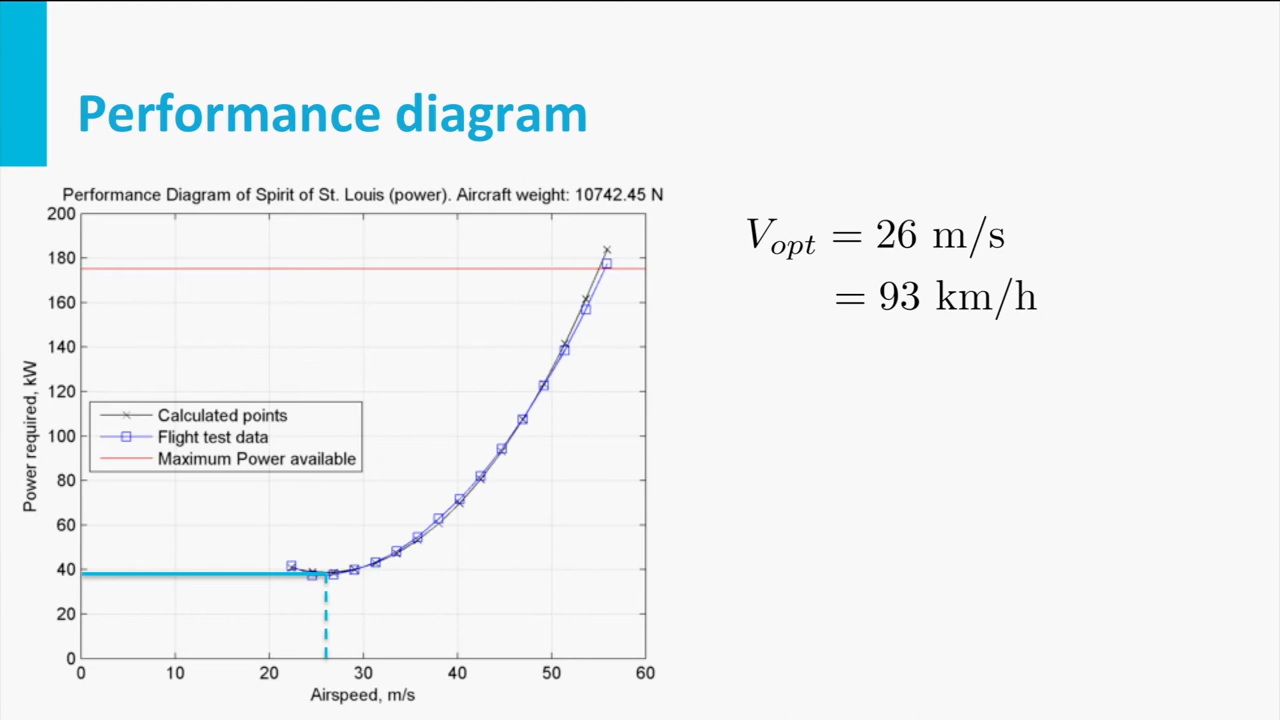 Performance diagram
Performance Diagram of Spirit of St. Louis (power). Aircraft weight: 10742.45 N
200
180
160
140
120
100
80
60
40
20
0
Power required, kW
Calculated points
Flight test data
Maximum Power available
0 10 20 30 40 50 60
Airspeed, m/s
V_opt = 26 m/s
= 93 km/h